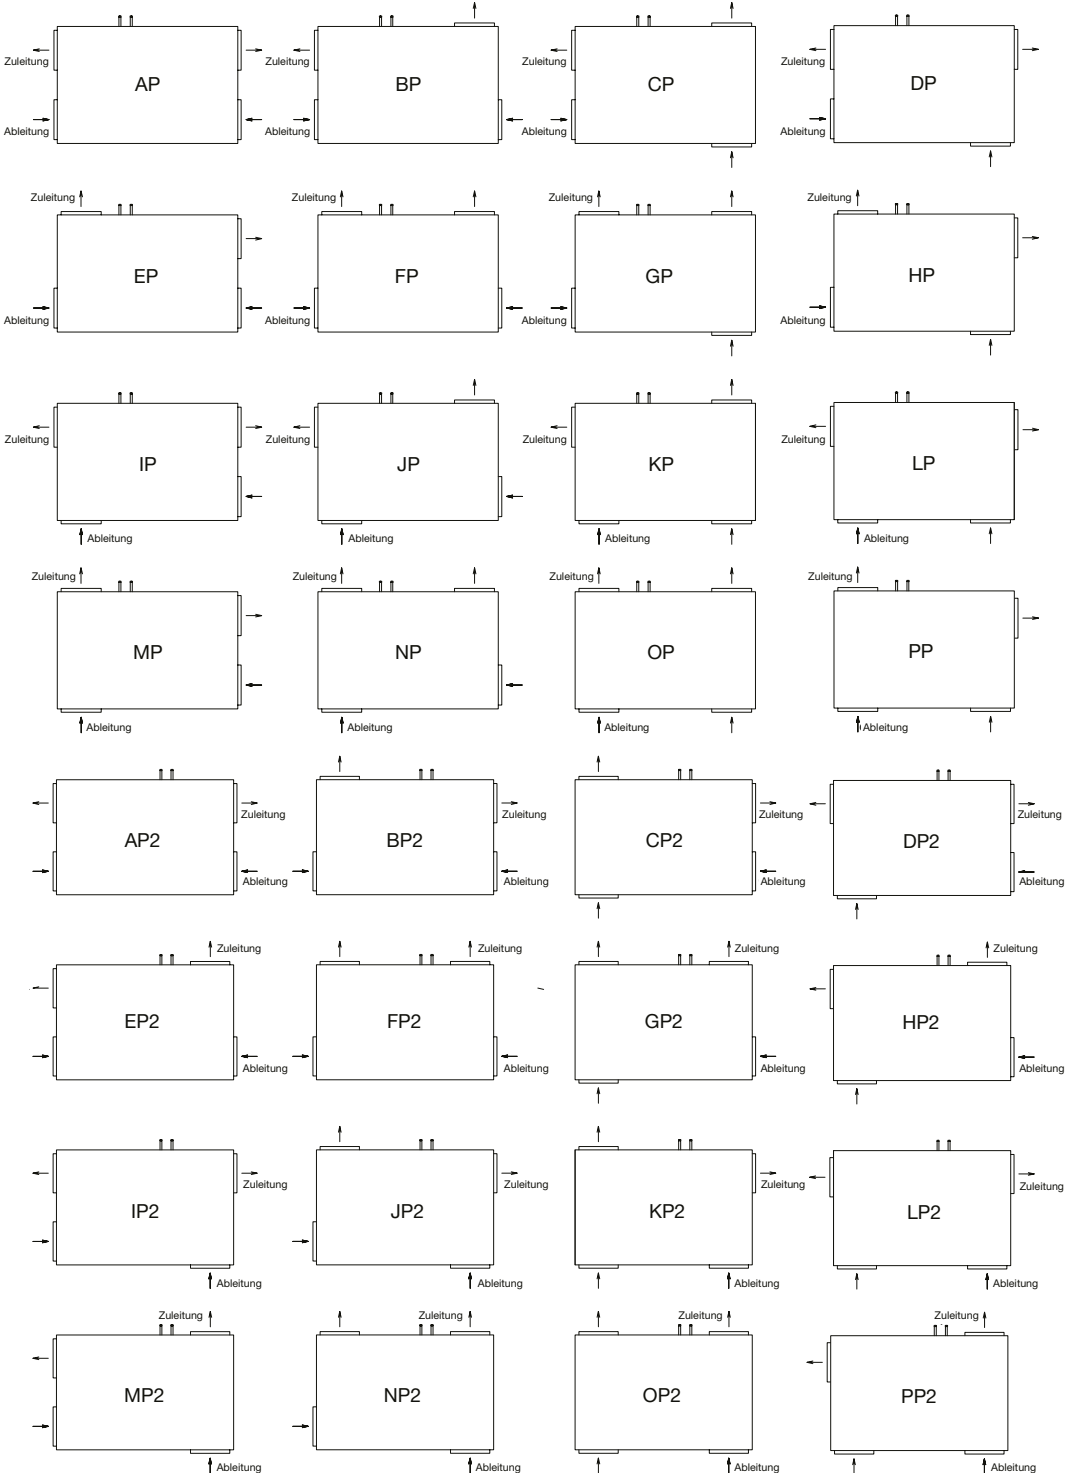 Zuleitung AP Zuleitung BP Zuleitung CP Zuleitung DP
Ableitung Ableitung Ableitung Ableitung
Zuleitung Zuleitung Zuleitung Zuleitung
EP FP GP HP
Ableitung Ableitung Ableitung Ableitung
Zuleitung Zuleitung Zuleitung Zuleitung
IP JP KP LP
Ableitung Ableitung Ableitung Ableitung
Zuleitung Zuleitung Zuleitung Zuleitung
MP NP OP PP
Ableitung Ableitung Ableitung Ableitung
Zuleitung Zuleitung Zuleitung Zuleitung
AP2 BP2 CP2 DP2
Ableitung Ableitung Ableitung Ableitung
Zuleitung Zuleitung Zuleitung Zuleitung
EP2 FP2 GP2 HP2
Ableitung Ableitung Ableitung Ableitung
Zuleitung Zuleitung Zuleitung Zuleitung
IP2 JP2 KP2 LP2
Ableitung Ableitung Ableitung Ableitung
Zuleitung Zuleitung Zuleitung Zuleitung
MP2 NP2 OP2 PP2
Ableitung Ableitung Ableitung Ableitung